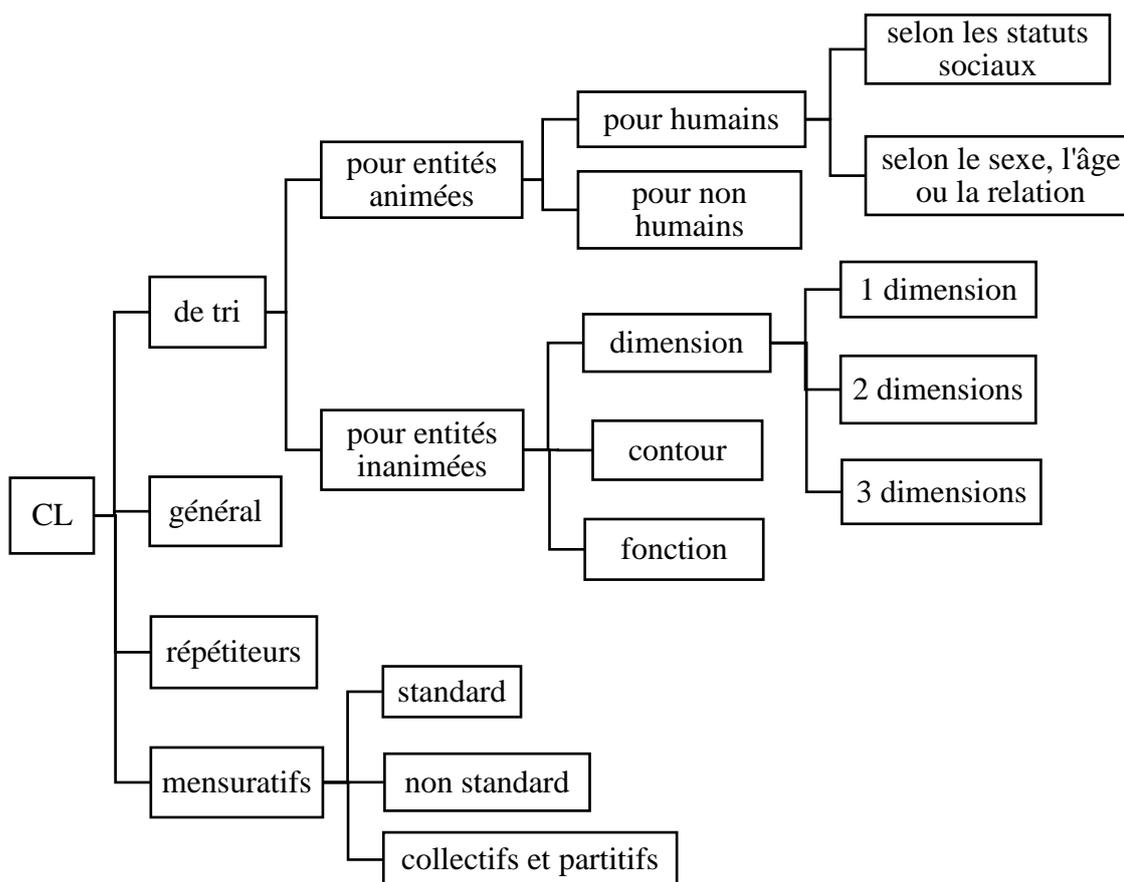 selon les statuts
sociaux
pour humains
selon le sexe, l'âge
ou la relation
pour entités
animées
pour non
humains
1 dimension
de tri
dimension
2 dimensions
pour entités
inanimées
contour
3 dimensions
CL
général
fonction
répétiteurs
standard
mensuratifs
non standard
collectifs et partitifs